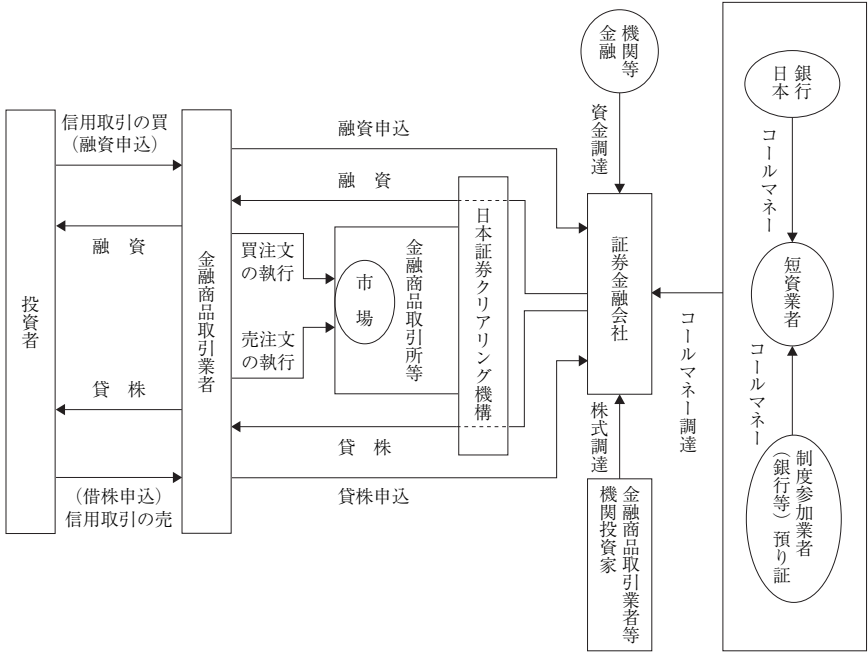 投資者
信用取引の買
（融資申込）
融　資
貸　株
（借株申込）
信用取引の売
金融商品取引業者
融資申込
融　資
買注文
の執行
売注文
の執行
貸　株
貸株申込
市場
金融商品取引所等
日本証券クリアリング機構
金融
機関等
資金調達
証券金融会社
株式調達
金融商品取引業者等
機関投資家
コールマネー調達
日本
銀行
コールマネー
短資業者
コールマネー
制度参加業者
（銀行等）預り証